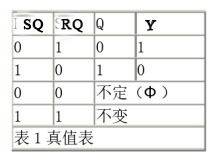 SQ RQ Q Y
0 1 0 1
1 0 1 0
0 0 不定（Φ）
1 1 不变
表 1 真值表